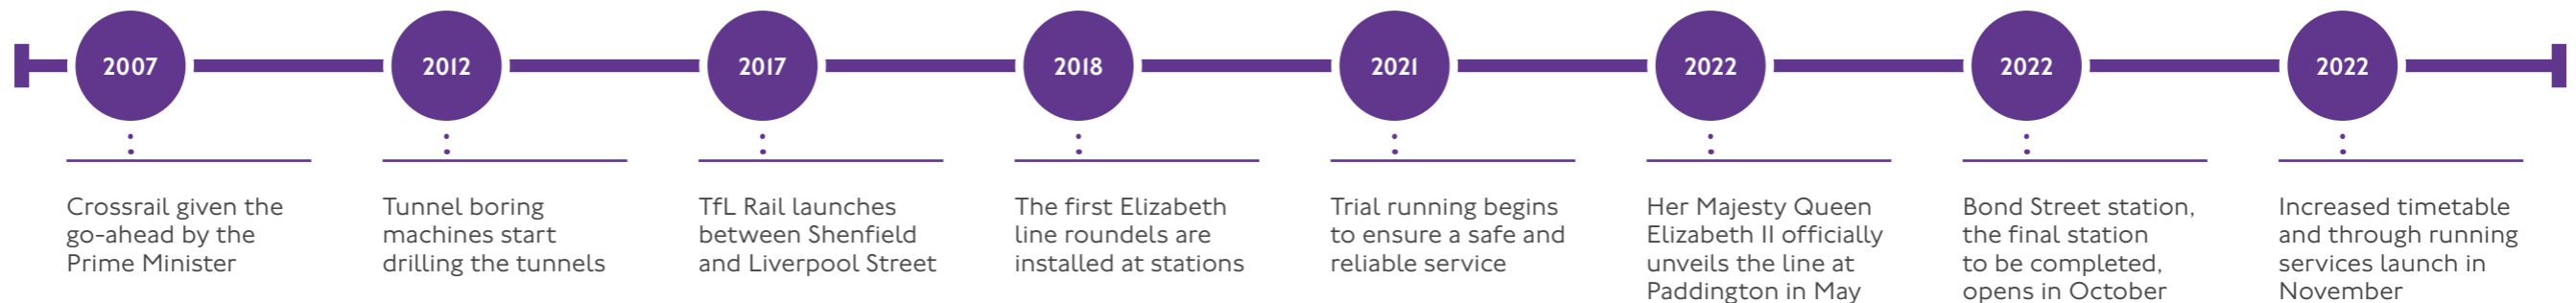 2007
2012
2017
2018
2021
2022
2022
2022
Crossrail given the
go-ahead by the
Prime Minister
Tunnel boring
machines start
drilling the tunnels
TfL Rail launches
between Shenfield
and Liverpool Street
The first Elizabeth
line roundels are
installed at stations
Trial running begins
to ensure a safe and
reliable service
Her Majesty Queen
Elizabeth II officially
unveils the line at
Paddington in May
Bond Street station,
the final station
to be completed,
opens in October
Increased timetable
and through running
services launch in
November